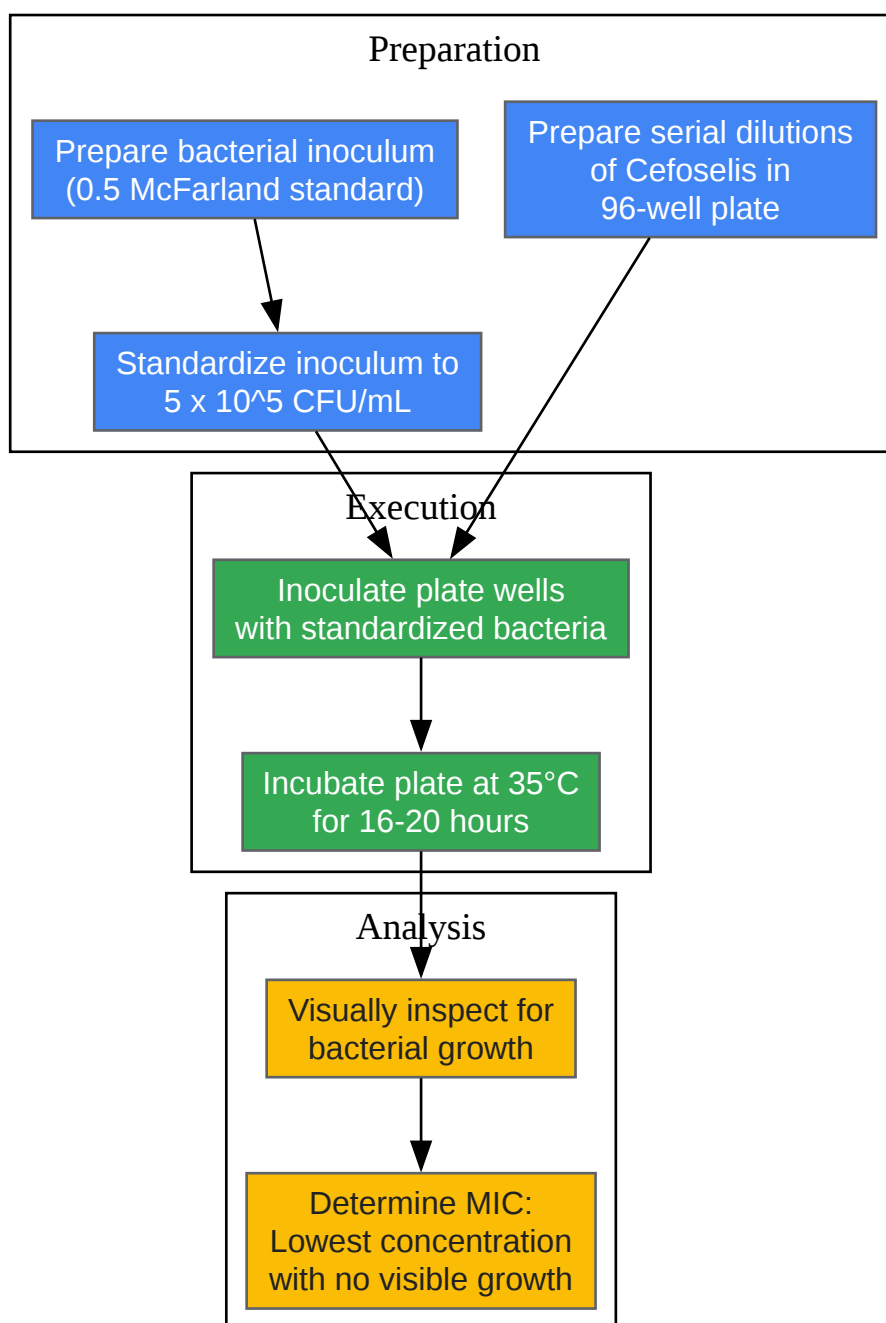 Preparation
Prepare bacterial inoculum
(0.5 McFarland standard)
Prepare serial dilutions
of Cefoselis in
96-well plate
Standardize inoculum to
5 x 10^5 CFU/mL
Execution
Inoculate plate wells
with standardized bacteria
Incubate plate at 35°C
for 16-20 hours
Analysis
Visually inspect for
bacterial growth
Determine MIC:
Lowest concentration
with no visible growth